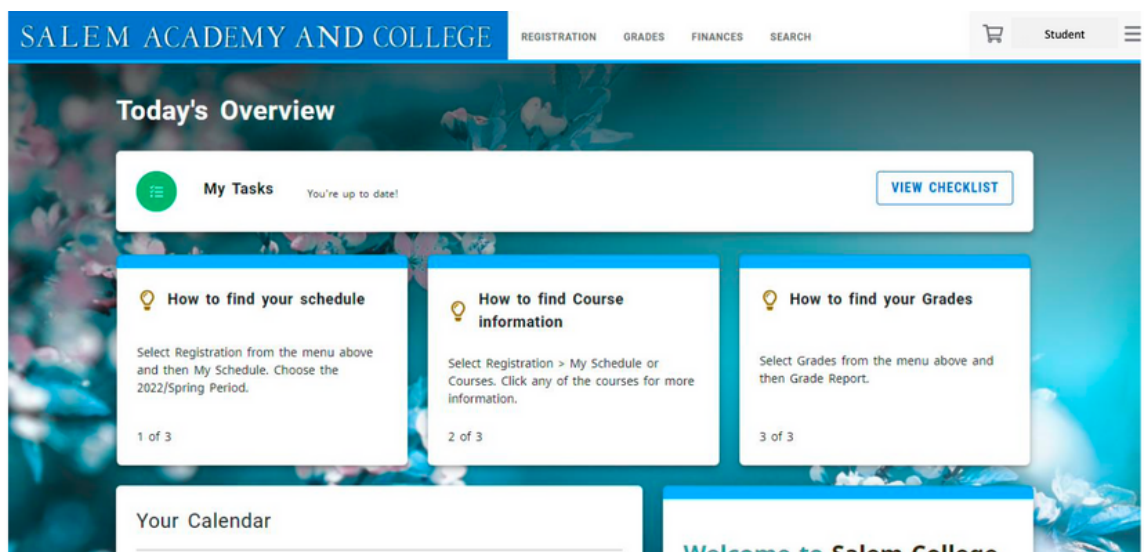 SALEM ACADEMY AND COLLEGE
REGISTRATION GRADES FINANCES SEARCH
Student
Today's Overview
My Tasks
You're up to date!
VIEW CHECKLIST
How to find your schedule
Select Registration from the menu above
and then My Schedule. Choose the
2022/Spring Period.
1 of 3
How to find Course
information
Select Registration > My Schedule or
Courses. Click any of the courses for more
information.
2 of 3
How to find your Grades
Select Grades from the menu above and
then Grade Report.
3 of 3
Your Calendar
Welcome to Salem College